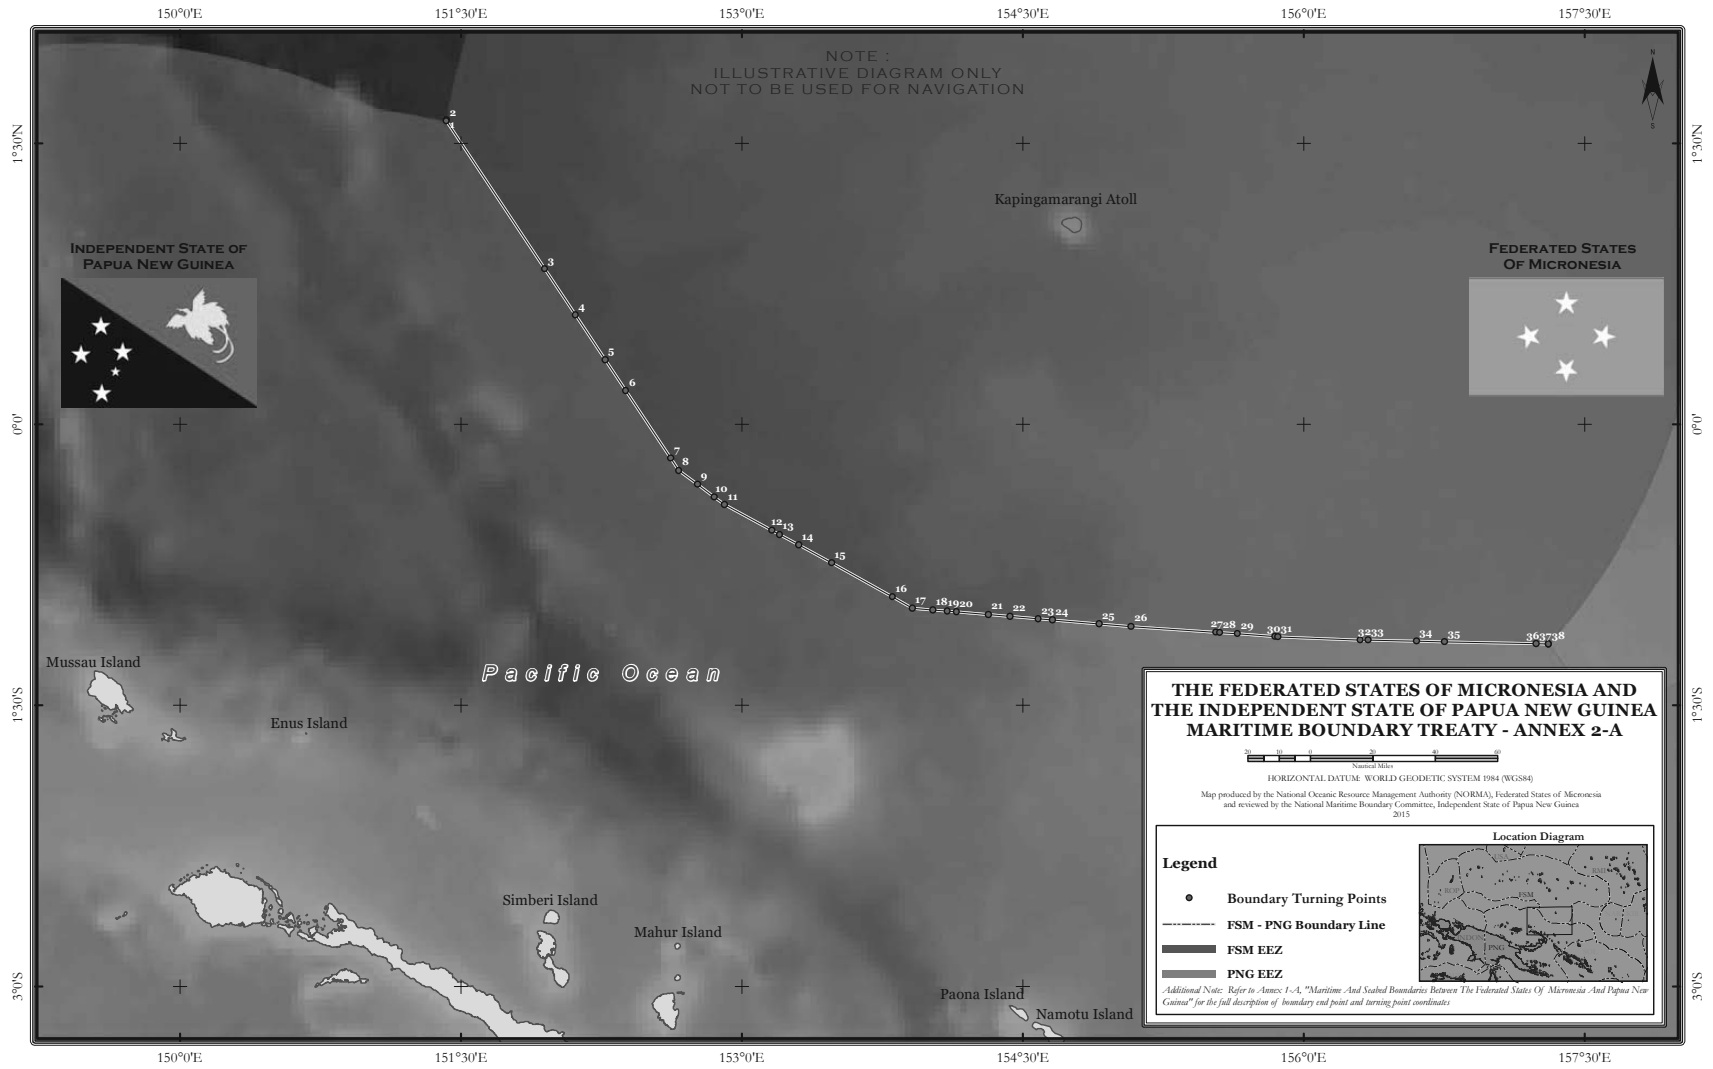 150°0'E 151°30'E 153°0'E 154°30'E 156°0'E 157°30'E
NOTE :
ILLUSTRATIVE DIAGRAM ONLY
NOT TO BE USED FOR NAVIGATION
N
S
1°30'N
1°30'N
0°0'
0°0'
1°30'S
1°30'S
3°0'S
3°0'S
INDEPENDENT STATE OF
PAPUA NEW GUINEA
FEDERATED STATES
OF MICRONESIA
Kapingamarangi Atoll
2
1
3
4
5
6
7
8
9
10
11
12 13
14
15
16
17 18 19 20 21 22 23 24 25 26 27 28 29 30 31 32 33 34 35 36 37 38
Pacific Ocean
Mussau Island
Enus Island
Simberi Island
Mahur Island
Paona Island
Namotu Island
THE FEDERATED STATES OF MICRONESIA AND
THE INDEPENDENT STATE OF PAPUA NEW GUINEA
MARITIME BOUNDARY TREATY - ANNEX 2-A
20 10 0 20 40 60
Nautical Miles
HORIZONTAL DATUM: WORLD GEODETIC SYSTEM 1984 (WGS84)
Map produced by the National Oceanic Resource Management Authority (NORMA), Federated States of Micronesia
and reviewed by the National Maritime Boundary Committee, Independent State of Papua New Guinea
2015
Legend
Boundary Turning Points
FSM - PNG Boundary Line
FSM EEZ
PNG EEZ
Location Diagram
ROP
FSM
PNG
Additional Note: Refer to Annex 1-A, "Maritime And Seabed Boundaries Between The Federated States Of Micronesia And Papua New
Guinea" for the full description of boundary end point and turning point coordinates
150°0'E 151°30'E 153°0'E 154°30'E 156°0'E 157°30'E